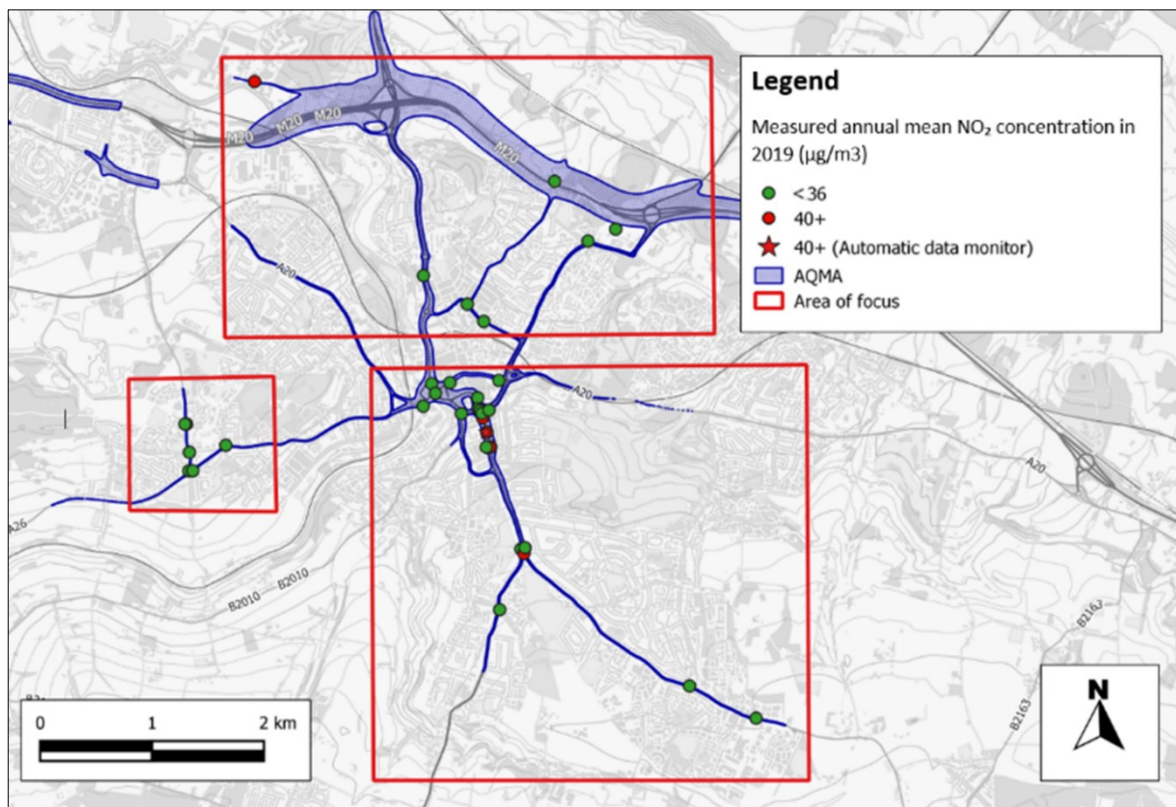 Legend
Measured annual mean NO₂ concentration in
2019 (µg/m3)
<36
40+
40+ (Automatic data monitor)
AQMA
Area of focus
M20
M20
M20
M20
A20
A20
A20
A26
B2010
B2010
B2163
B2163
0 1 2 km
N